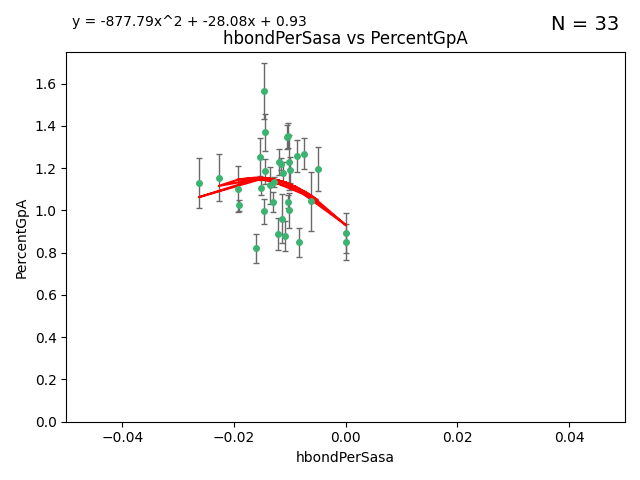 y = -877.79x^2 + -28.08x + 0.93
N = 33
hbondPerSasa vs PercentGpA
PercentGpA
1.6
1.4
1.2
1.0
0.8
0.6
0.4
0.2
0.0
−0.04 −0.02 0.00 0.02 0.04
hbondPerSasa